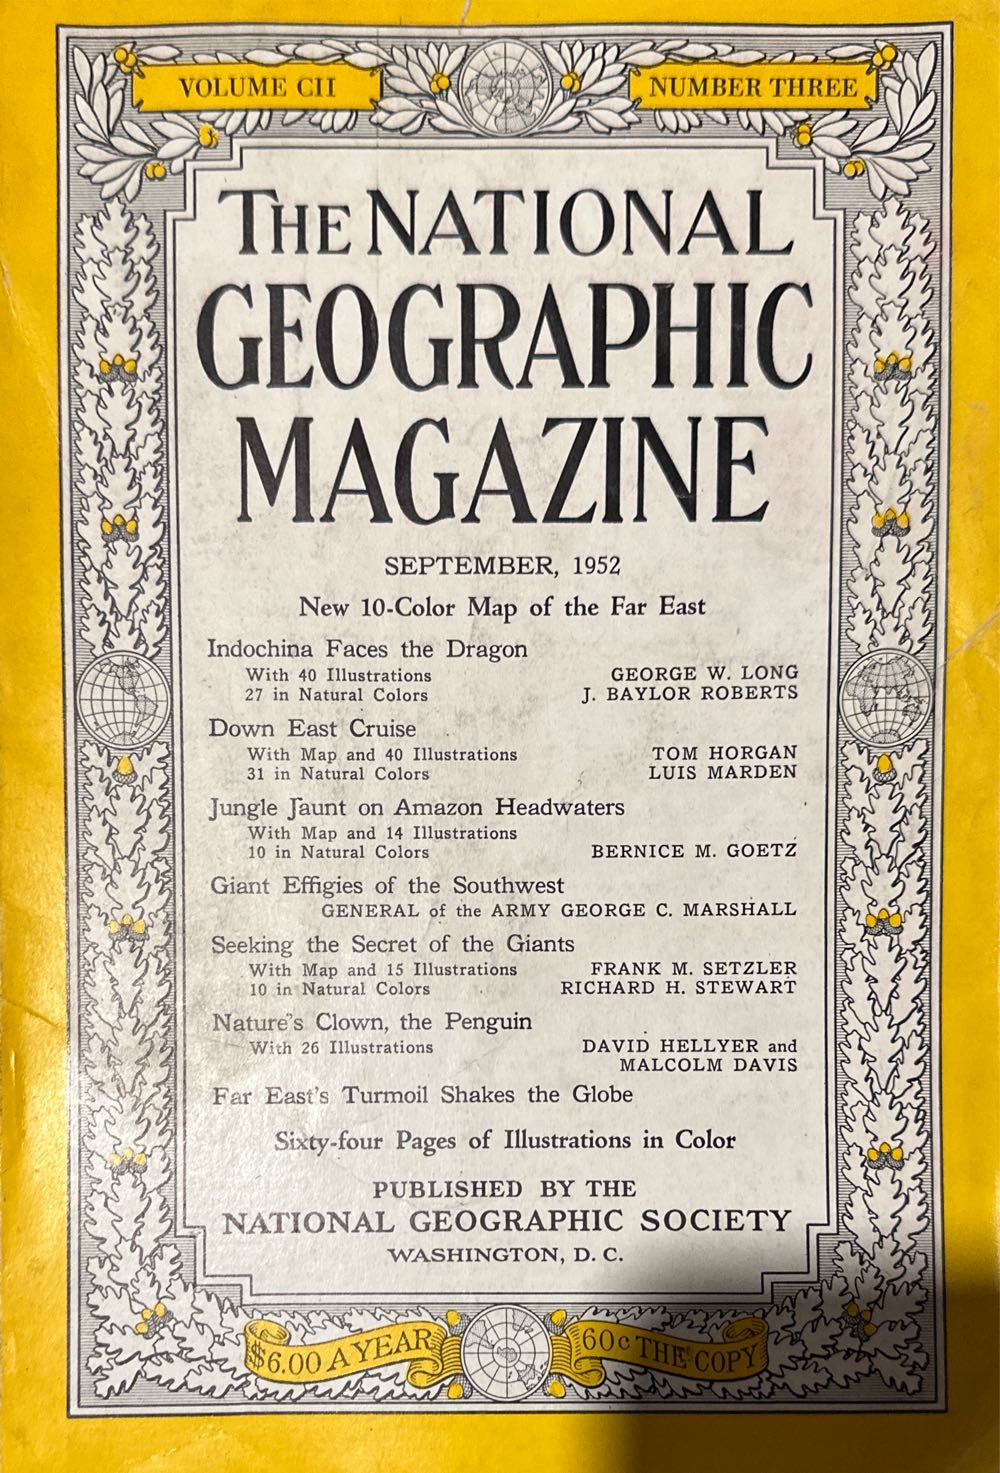 VOLUME CII
NUMBER THREE
THE NATIONAL
GEOGRAPHIC
MAGAZINE
SEPTEMBER, 1952
New 10-Color Map of the Far East
Indochina Faces the Dragon
With 40 Illustrations GEORGE W. LONG
27 in Natural Colors J. BAYLOR ROBERTS
Down East Cruise
With Map and 40 Illustrations TOM HORGAN
31 in Natural Colors LUIS MARDEN
Jungle Jaunt on Amazon Headwaters
With Map and 14 Illustrations
10 in Natural Colors BERNICE M. GOETZ
Giant Effigies of the Southwest
GENERAL of the ARMY GEORGE C. MARSHALL
Seeking the Secret of the Giants
With Map and 15 Illustrations FRANK M. SETZLER
10 in Natural Colors RICHARD H. STEWART
Nature's Clown, the Penguin
With 26 Illustrations DAVID HELLYER and
MALCOLM DAVIS
Far East's Turmoil Shakes the Globe
Sixty-four Pages of Illustrations in Color
PUBLISHED BY THE
NATIONAL GEOGRAPHIC SOCIETY
WASHINGTON, D. C.
$6.00 A YEAR
60c THE COPY